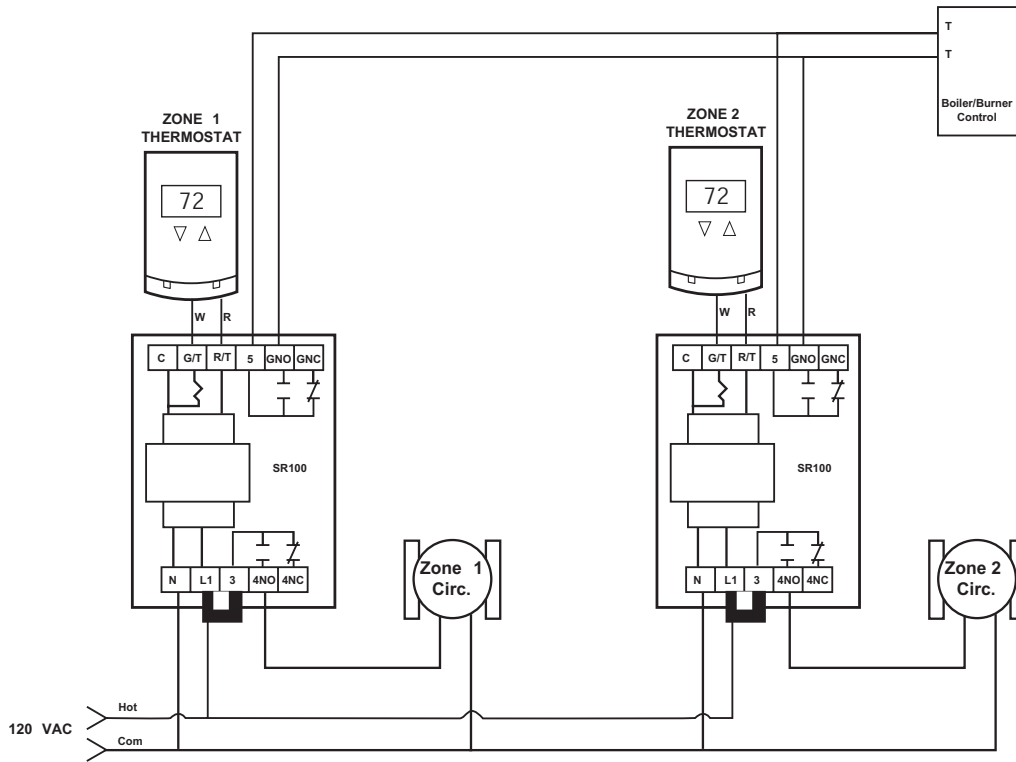 T
T
Boiler/Burner
Control
ZONE 1
THERMOSTAT
72
W R
C G/T R/T 5 GNO GNC
SR100
N L1 3 4NO 4NC
Zone 1
Circ.
ZONE 2
THERMOSTAT
72
W R
C G/T R/T 5 GNO GNC
SR100
N L1 3 4NO 4NC
Zone 2
Circ.
120 VAC
Hot
Com